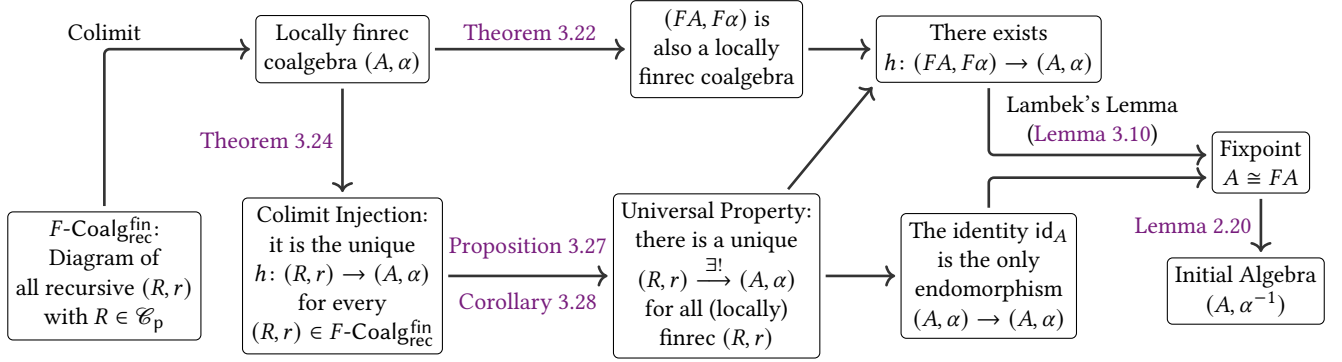 Colimit
Locally finrec
coalgebra (A, α)
Theorem 3.22
(FA, Fα) is
also a locally
finrec coalgebra
There exists
h: (FA, Fα) → (A, α)
Lambek's Lemma
(Lemma 3.10)
Theorem 3.24
Fixpoint
A ≅ FA
F-Coalg^fin_rec:
Diagram of
all recursive (R, r)
with R ∈ 𝒞_p
Colimit Injection:
it is the unique
h: (R, r) → (A, α)
for every
(R, r) ∈ F-Coalg^fin_rec
Proposition 3.27
Corollary 3.28
Universal Property:
there is a unique
(R, r) —∃!→ (A, α)
for all (locally)
finrec (R, r)
The identity id_A
is the only
endomorphism
(A, α) → (A, α)
Lemma 2.20
Initial Algebra
(A, α⁻¹)